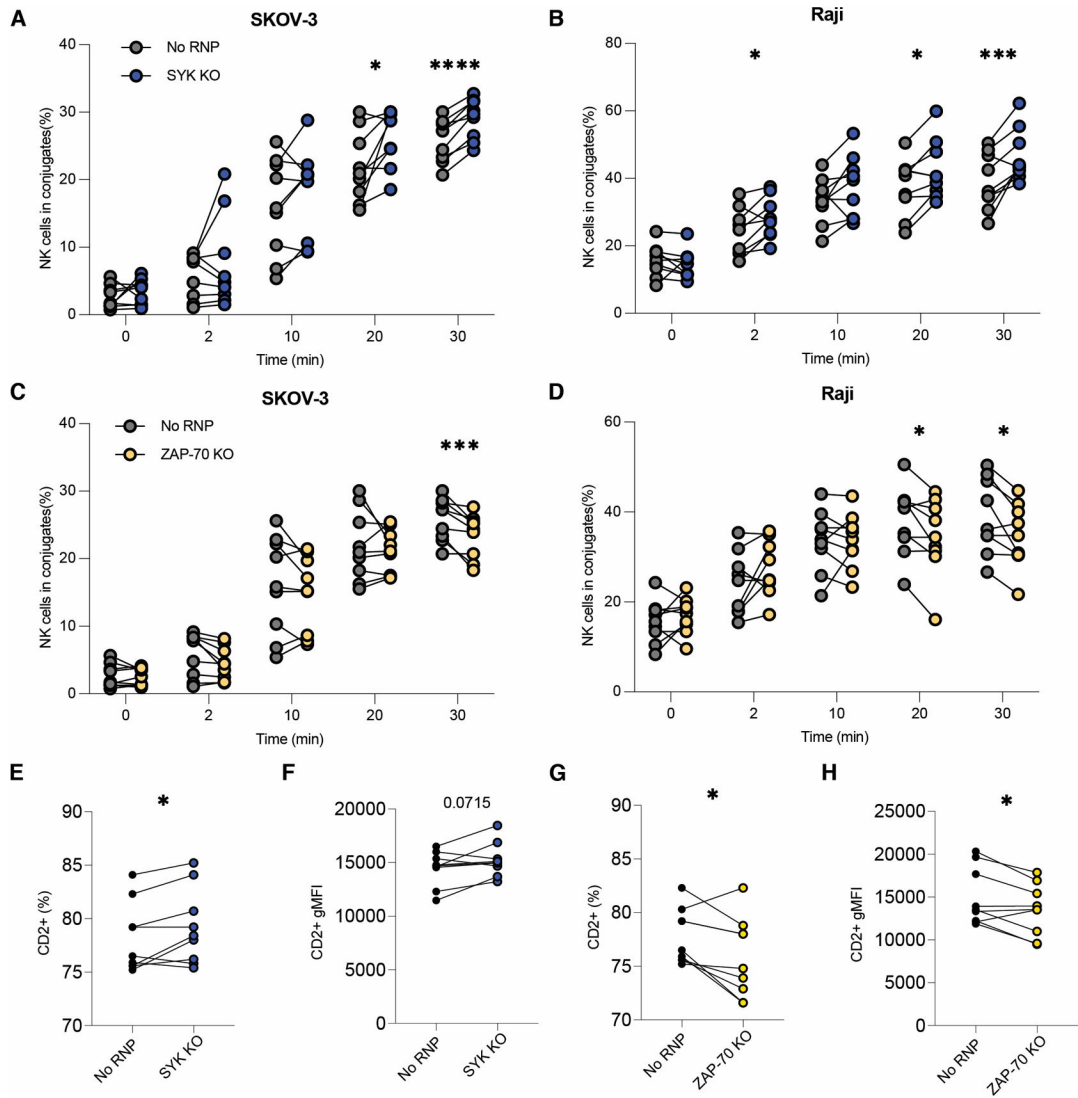 A
SKOV-3
No RNP
SYK KO
* ****
NK cells in conjugates(%)
40
30
20
10
0
0 2 10 20 30
Time (min)
B
Raji
* * ***
NK cells in conjugates(%)
80
60
40
20
0
0 2 10 20 30
Time (min)
C
SKOV-3
No RNP
ZAP-70 KO
***
NK cells in conjugates(%)
40
30
20
10
0
0 2 10 20 30
Time (min)
D
Raji
* *
NK cells in conjugates(%)
60
40
20
0
0 2 10 20 30
Time (min)
E
*
CD2+ (%)
90
85
80
75
70
No RNP
SYK KO
F
0.0715
CD2+ gMFI
20000
15000
10000
5000
0
No RNP
SYK KO
G
*
CD2+ (%)
90
85
80
75
70
No RNP
ZAP-70 KO
H
*
CD2+ gMFI
25000
20000
15000
10000
5000
0
No RNP
ZAP-70 KO